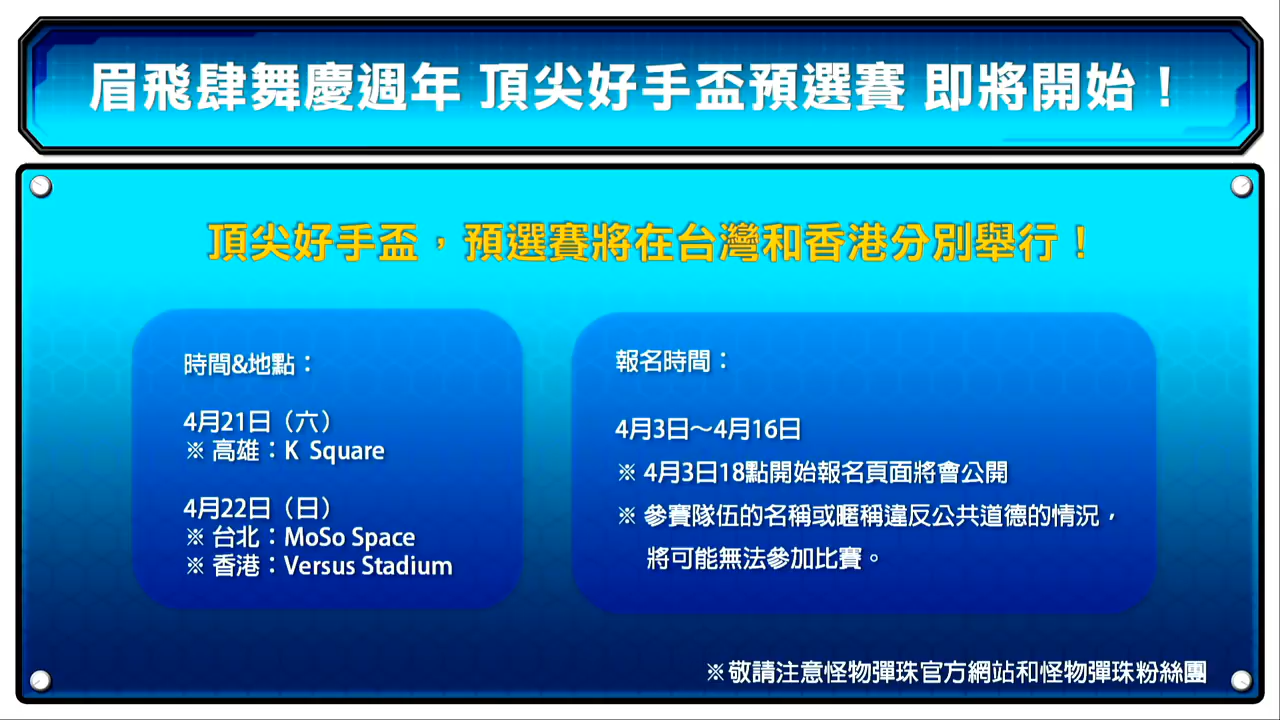 眉飛肆舞慶週年 頂尖好手盃預選賽 即將開始！
頂尖好手盃，預選賽將在台灣和香港分別舉行！
時間&地點：
4月21日（六）
※ 高雄：K Square
4月22日（日）
※ 台北：MoSo Space
※ 香港：Versus Stadium
報名時間：
4月3日～4月16日
※ 4月3日18點開始報名頁面將會公開
※ 參賽隊伍的名稱或暱稱違反公共道德的情況，
將可能無法參加比賽。
※敬請注意怪物彈珠官方網站和怪物彈珠粉絲團